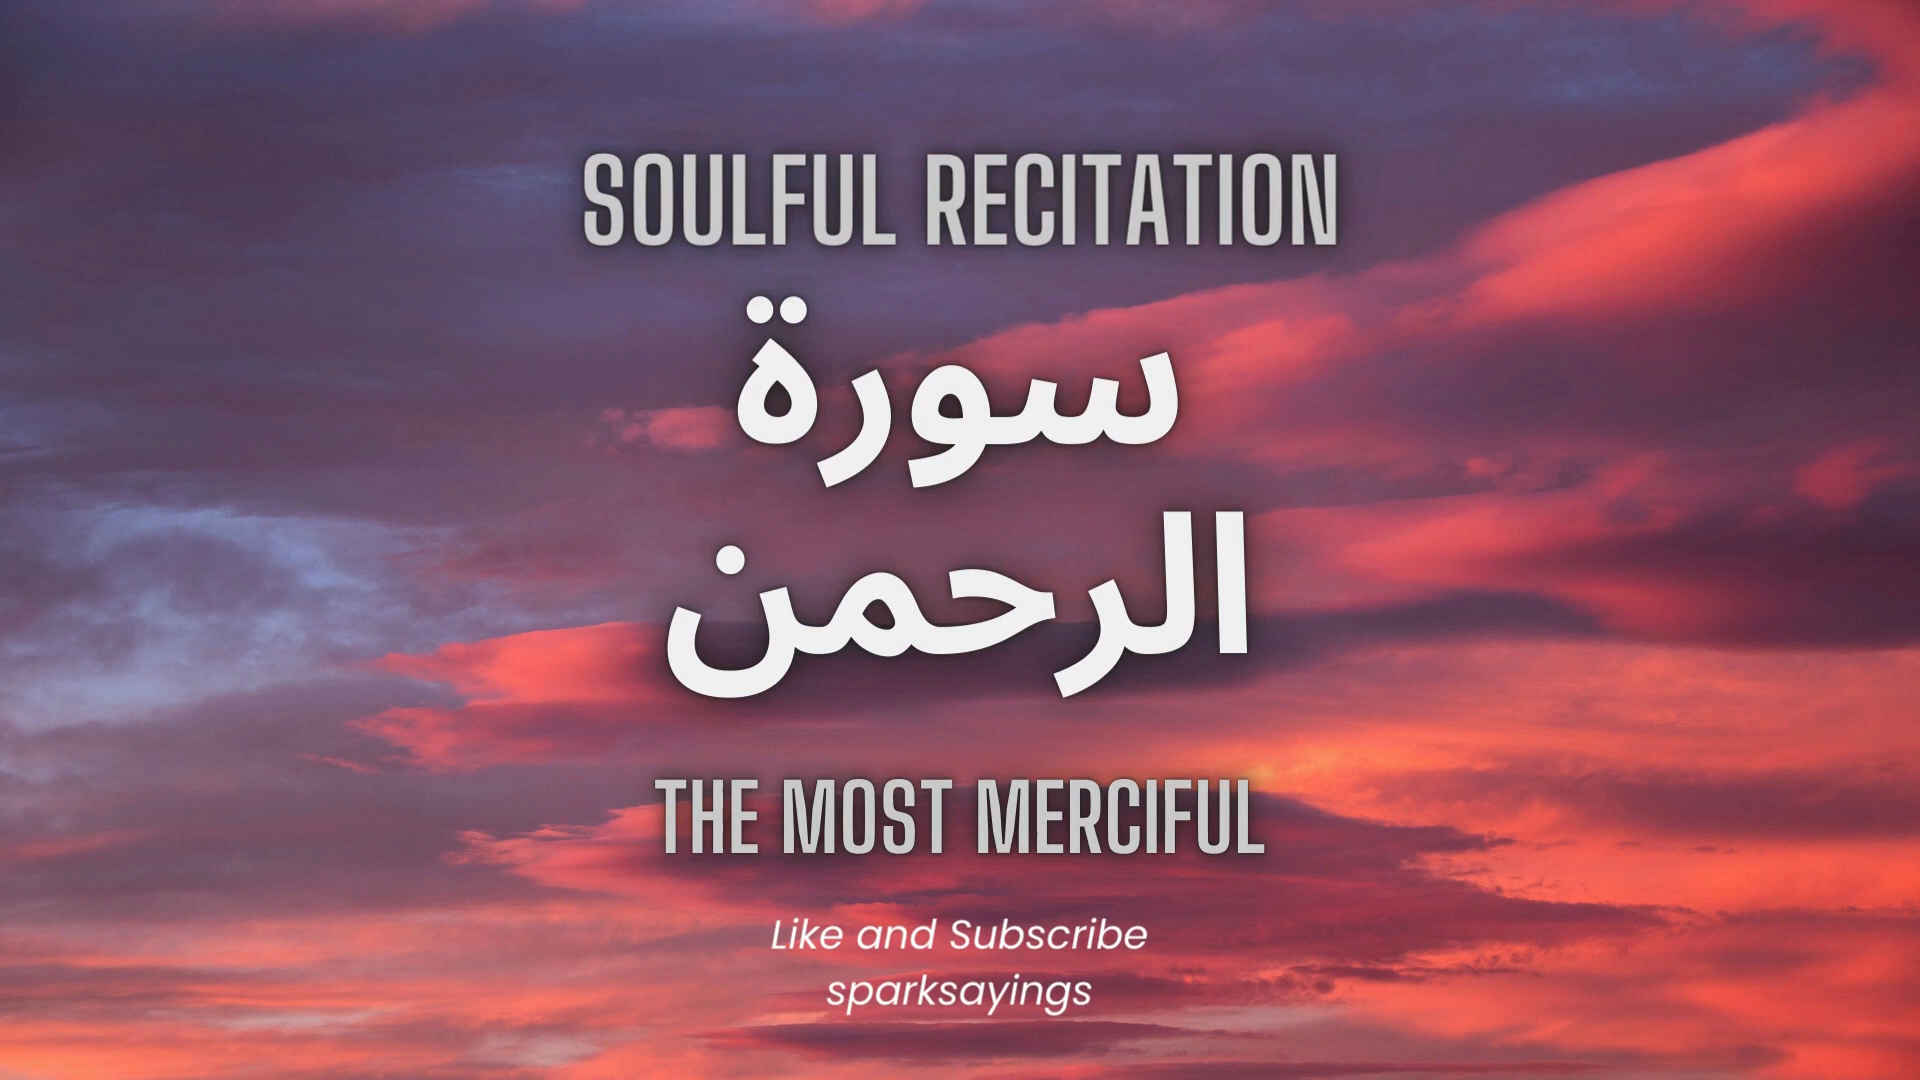 SOULFUL RECITATION
سورة
الرحمن
THE MOST MERCIFUL
Like and Subscribe
sparksayings